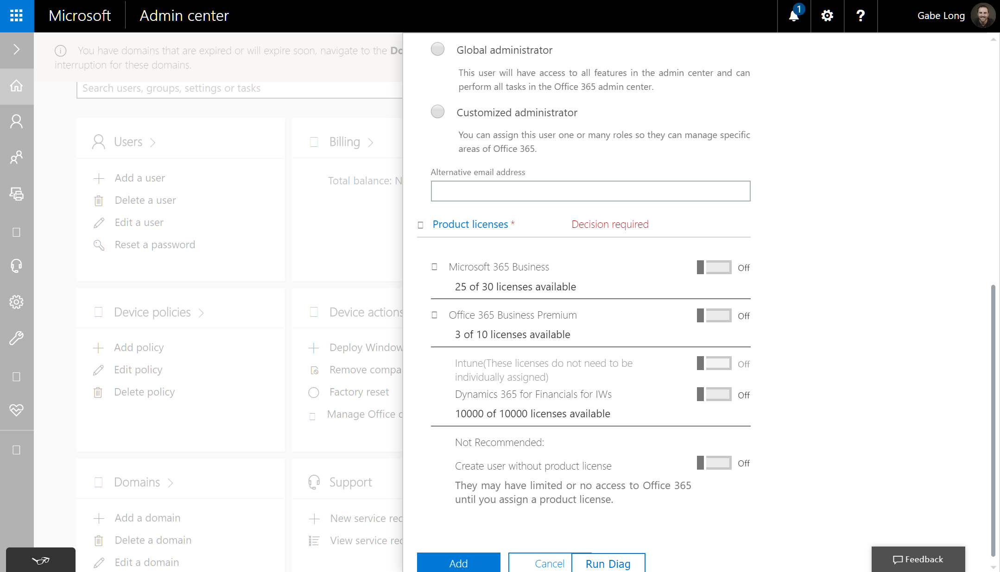 Microsoft
Admin center
1
?
Gabe Long
You have domains that are expired or will expire soon, navigate to the Do
interruption for these domains.
Search users, groups, settings or tasks
Users
Add a user
Delete a user
Edit a user
Reset a password
Billing
Total balance: N
Device policies
Add policy
Edit policy
Delete policy
Device actions
Deploy Window
Remove compa
Factory reset
Manage Office
Domains
Add a domain
Delete a domain
Edit a domain
Support
New service rec
View service rec
Global administrator
This user will have access to all features in the admin center and can
perform all tasks in the Office 365 admin center.
Customized administrator
You can assign this user one or many roles so they can manage specific
areas of Office 365.
Alternative email address
Product licenses *
Decision required
Microsoft 365 Business
Off
25 of 30 licenses available
Office 365 Business Premium
Off
3 of 10 licenses available
Intune(These licenses do not need to be
individually assigned)
Off
Dynamics 365 for Financials for IWs
Off
10000 of 10000 licenses available
Not Recommended:
Create user without product license
Off
They may have limited or no access to Office 365
until you assign a product license.
Add
Cancel
Run Diag
Feedback